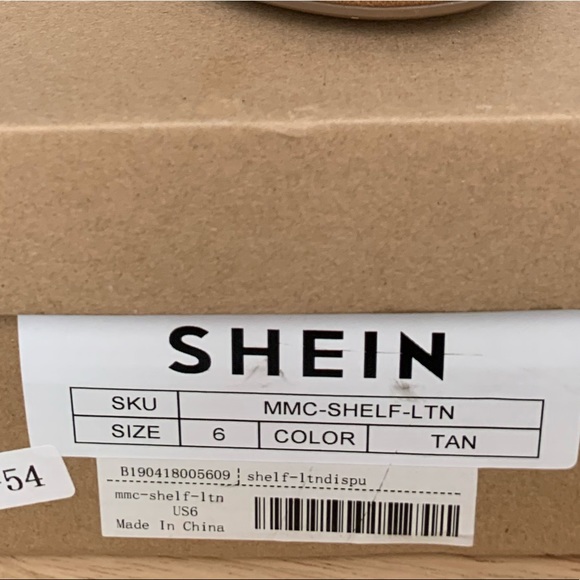 SHEIN
SKU MMC-SHELF-LTN
SIZE 6 COLOR TAN
54
B190418005609 shelf-ltndispu
mmc-shelf-ltn
US6
Made In China